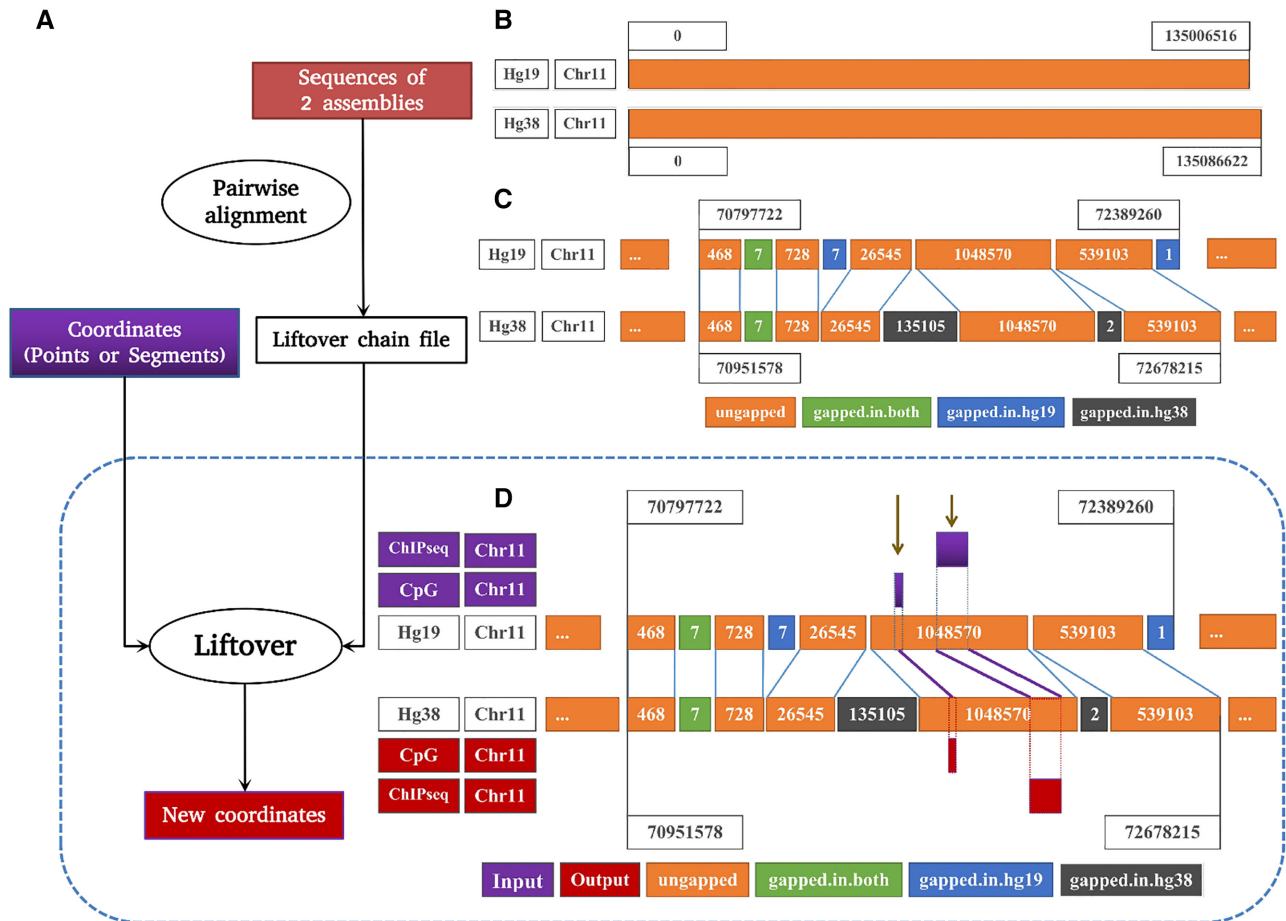 A
Sequences of
2 assemblies
Pairwise
alignment
Coordinates
(Points or Segments)
Liftover chain file
Liftover
New coordinates
B
0 135006516
Hg19 Chr11
Hg38 Chr11
0 135086622
C
70797722 72389260
Hg19 Chr11 ... 468 7 728 7 26545 1048570 539103 1 ...
Hg38 Chr11 ... 468 7 728 26545 135105 1048570 2 539103 ...
70951578 72678215
ungapped gapped.in.both gapped.in.hg19 gapped.in.hg38
D
70797722 72389260
ChIPseq Chr11
CpG Chr11
Hg19 Chr11 ... 468 7 728 7 26545 1048570 539103 1 ...
Hg38 Chr11 ... 468 7 728 26545 135105 1048570 2 539103 ...
CpG Chr11
ChIPseq Chr11
70951578 72678215
Input Output ungapped gapped.in.both gapped.in.hg19 gapped.in.hg38